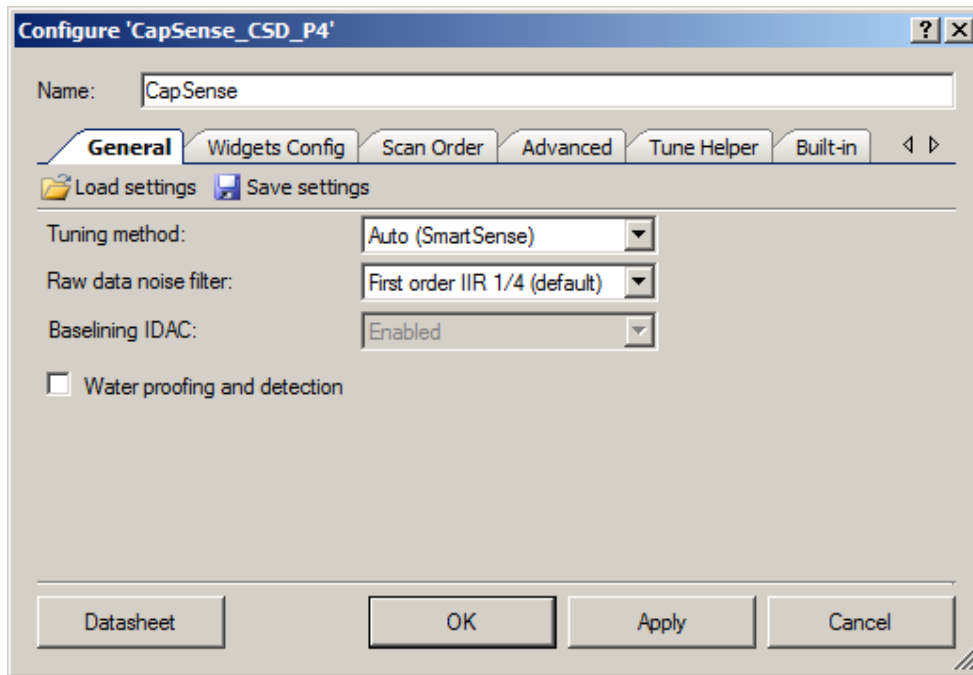 Configure 'CapSense_CSD_P4'
Name: CapSense
General Widgets Config Scan Order Advanced Tune Helper Built-in
Load settings Save settings
Tuning method: Auto (SmartSense)
Raw data noise filter: First order IIR 1/4 (default)
Baselining IDAC: Enabled
Water proofing and detection
Datasheet OK Apply Cancel